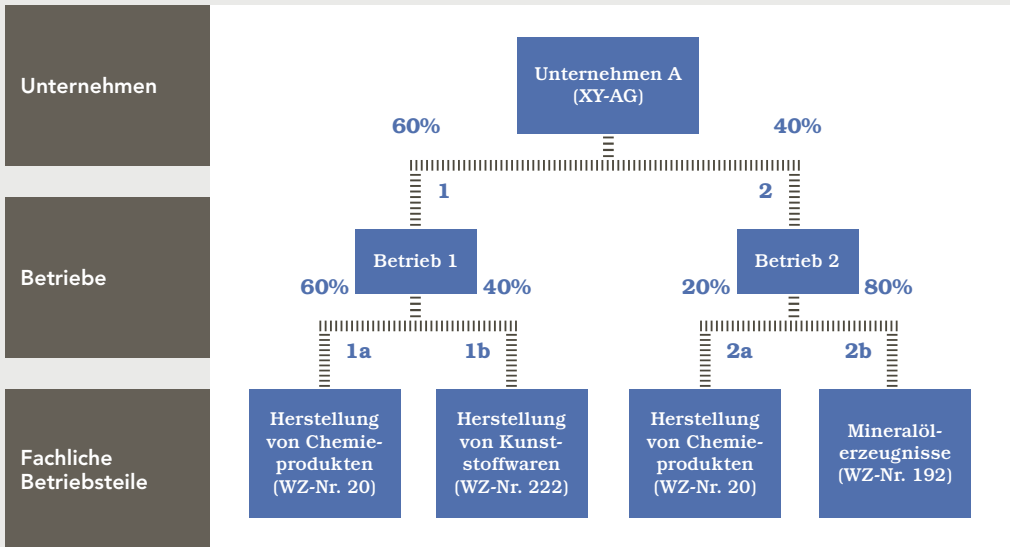 Unternehmen
Unternehmen A
(XY-AG)
60%
40%
1
2
Betriebe
Betrieb 1
Betrieb 2
60%
40%
20%
80%
1a
1b
2a
2b
Fachliche
Betriebsteile
Herstellung
von Chemie-
produkten
(WZ-Nr. 20)
Herstellung
von Kunst-
stoffwaren
(WZ-Nr. 222)
Herstellung
von Chemie-
produkten
(WZ-Nr. 20)
Mineralöl-
erzeugnisse
(WZ-Nr. 192)